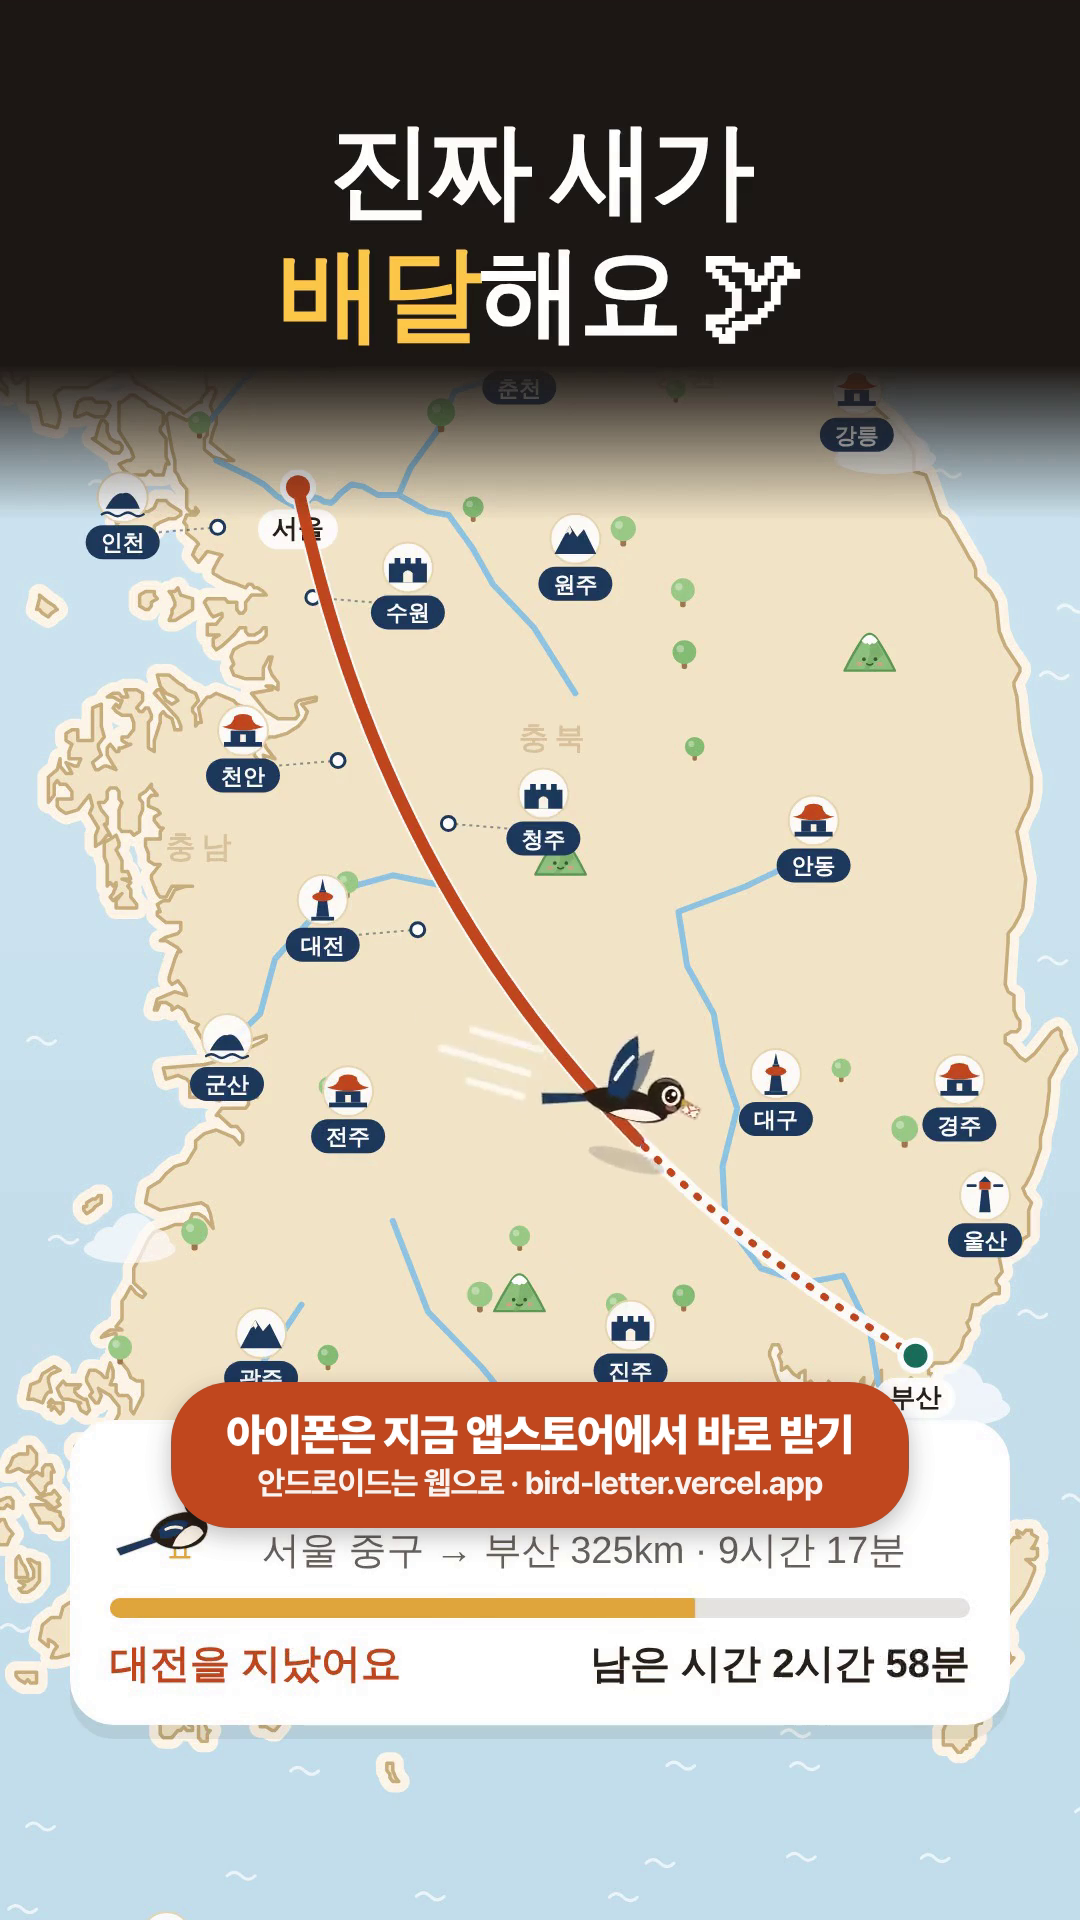 진짜 새가
배달해요
춘천
강릉
인천
서울
수원
원주
충북
천안
청주
충남
안동
대전
군산
전주
대구
경주
울산
광주
진주
부산
아이폰은 지금 앱스토어에서 바로 받기
안드로이드는 웹으로 · bird-letter.vercel.app
서울 중구 → 부산 325km · 9시간 17분
대전을 지났어요
남은 시간 2시간 58분